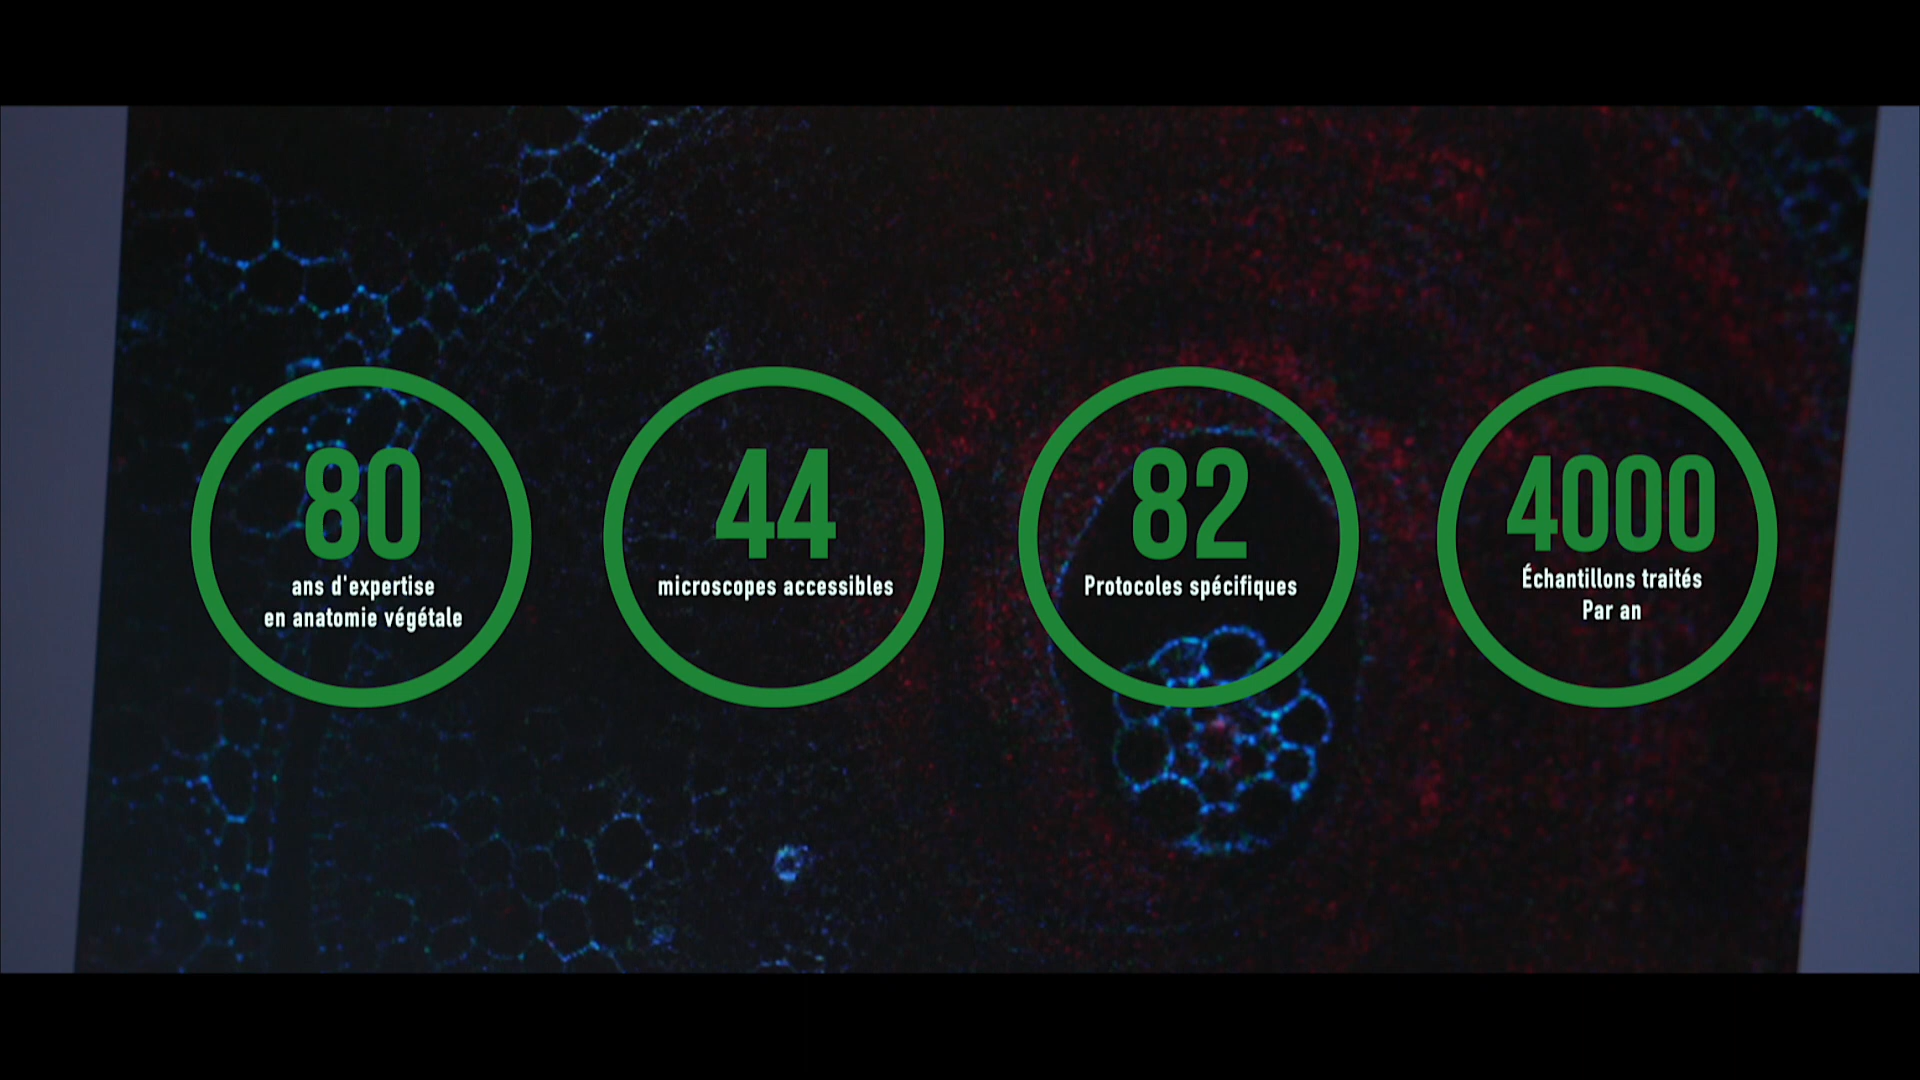 80
ans d'expertise
en anatomie végétale
44
microscopes accessibles
82
Protocoles spécifiques
4000
Échantillons traités
Par an